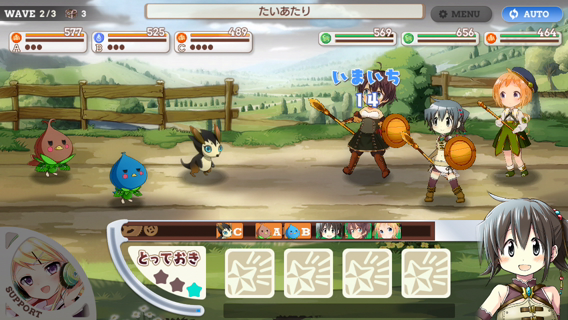 WAVE 2/3 3
たいあたり
MENU
AUTO
577
A
525
B
489
C
569
656
464
いまいち
14
C A B
とっておき
SUPPORT